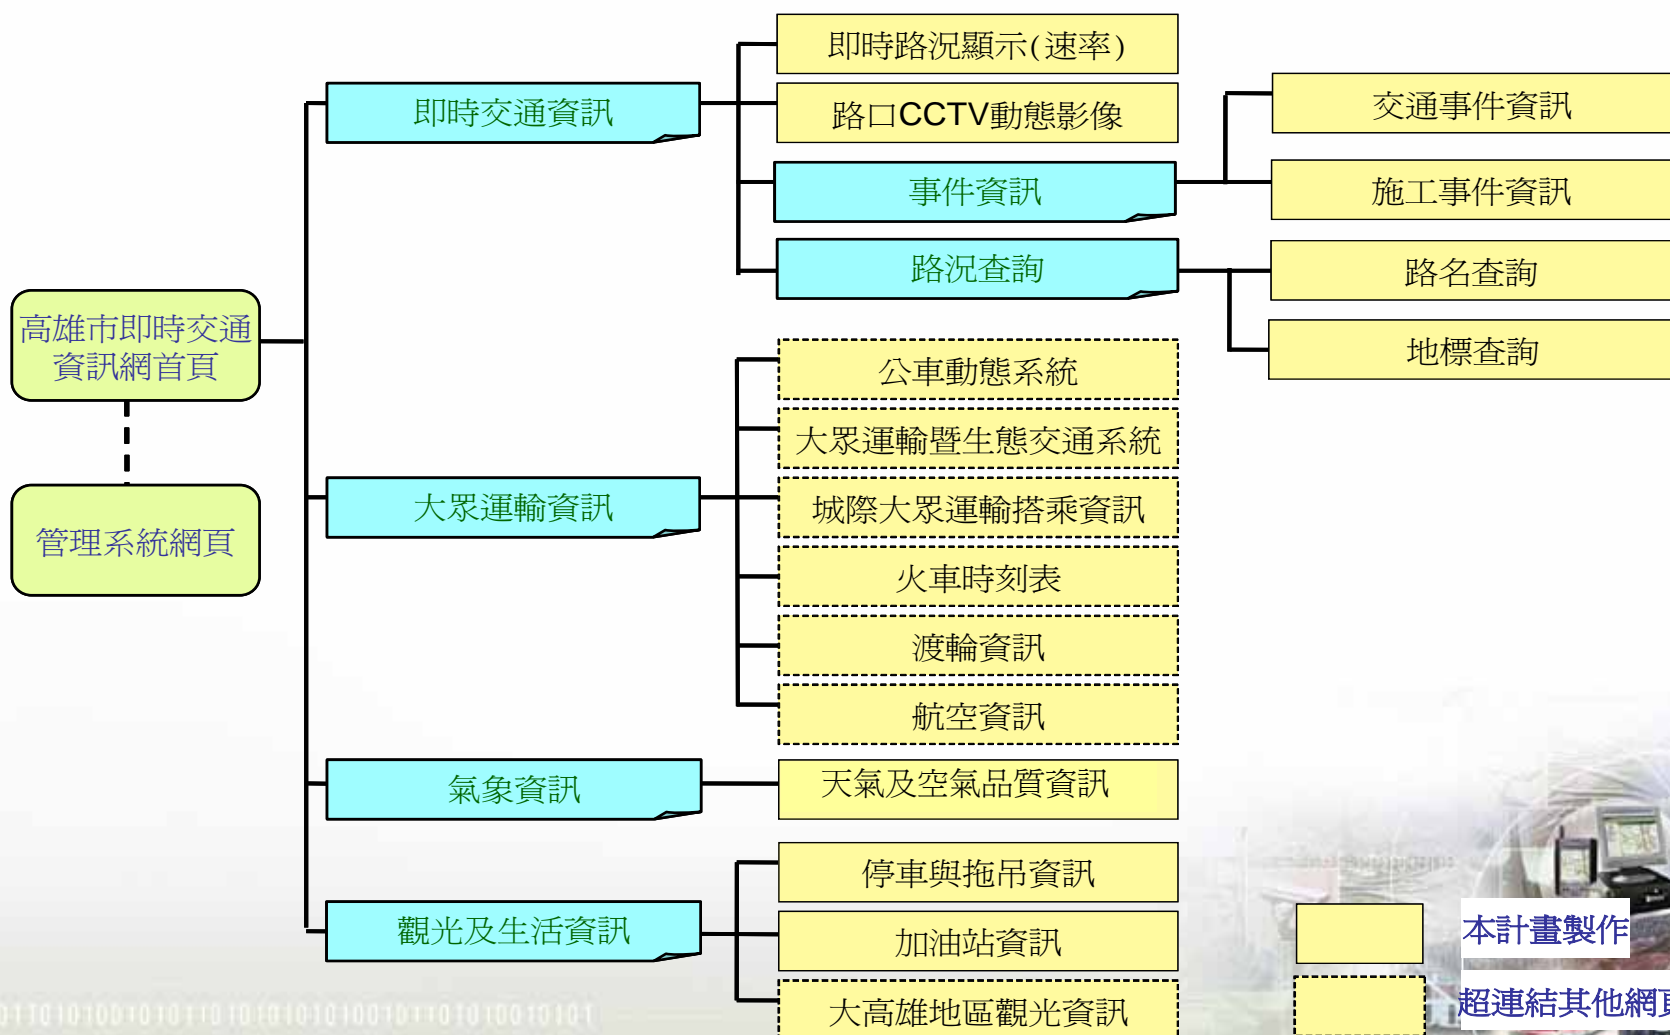 高雄市即時交通
資訊網首頁
管理系統網頁
即時交通資訊
即時路況顯示(速率)
路口CCTV動態影像
事件資訊
交通事件資訊
施工事件資訊
路況查詢
路名查詢
地標查詢
大眾運輸資訊
公車動態系統
大眾運輸暨生態交通系統
城際大眾運輸搭乘資訊
火車時刻表
渡輪資訊
航空資訊
氣象資訊
天氣及空氣品質資訊
觀光及生活資訊
停車與拖吊資訊
加油站資訊
大高雄地區觀光資訊
本計畫製作
超連結其他網頁